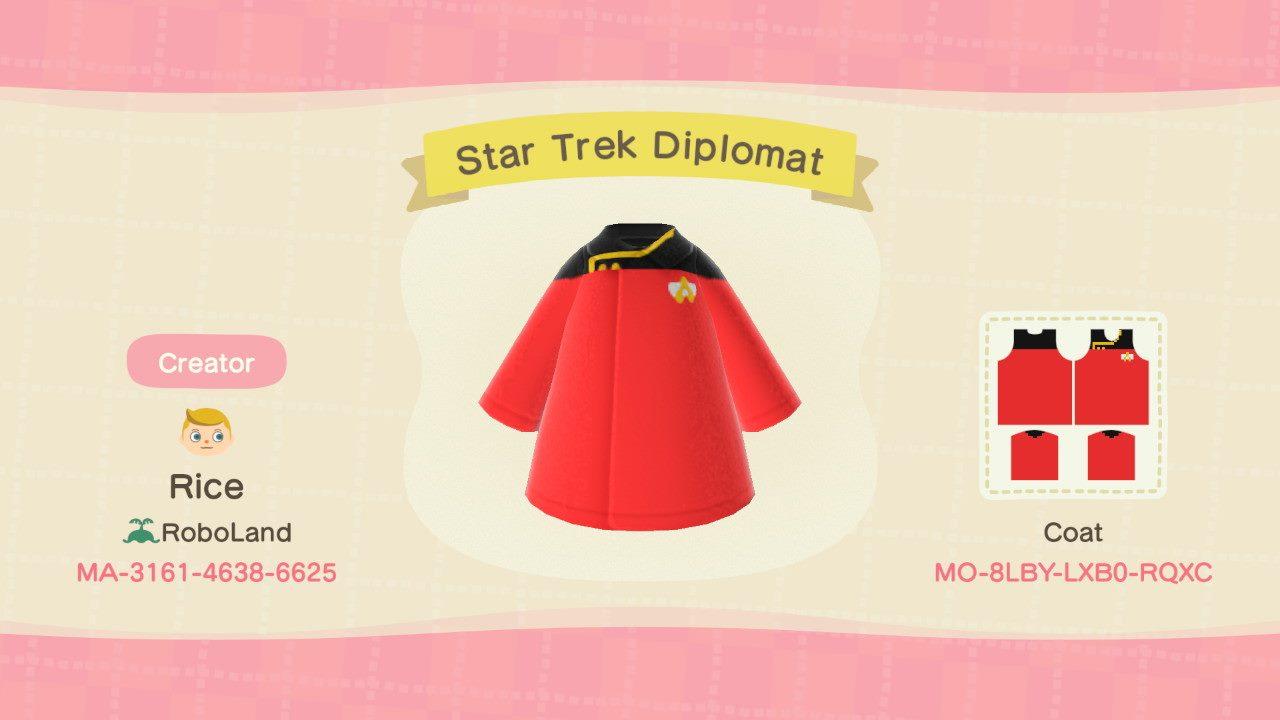 Star Trek Diplomat
Creator
Rice
RoboLand
MA-3161-4638-6625
Coat
MO-8LBY-LXB0-RQXC